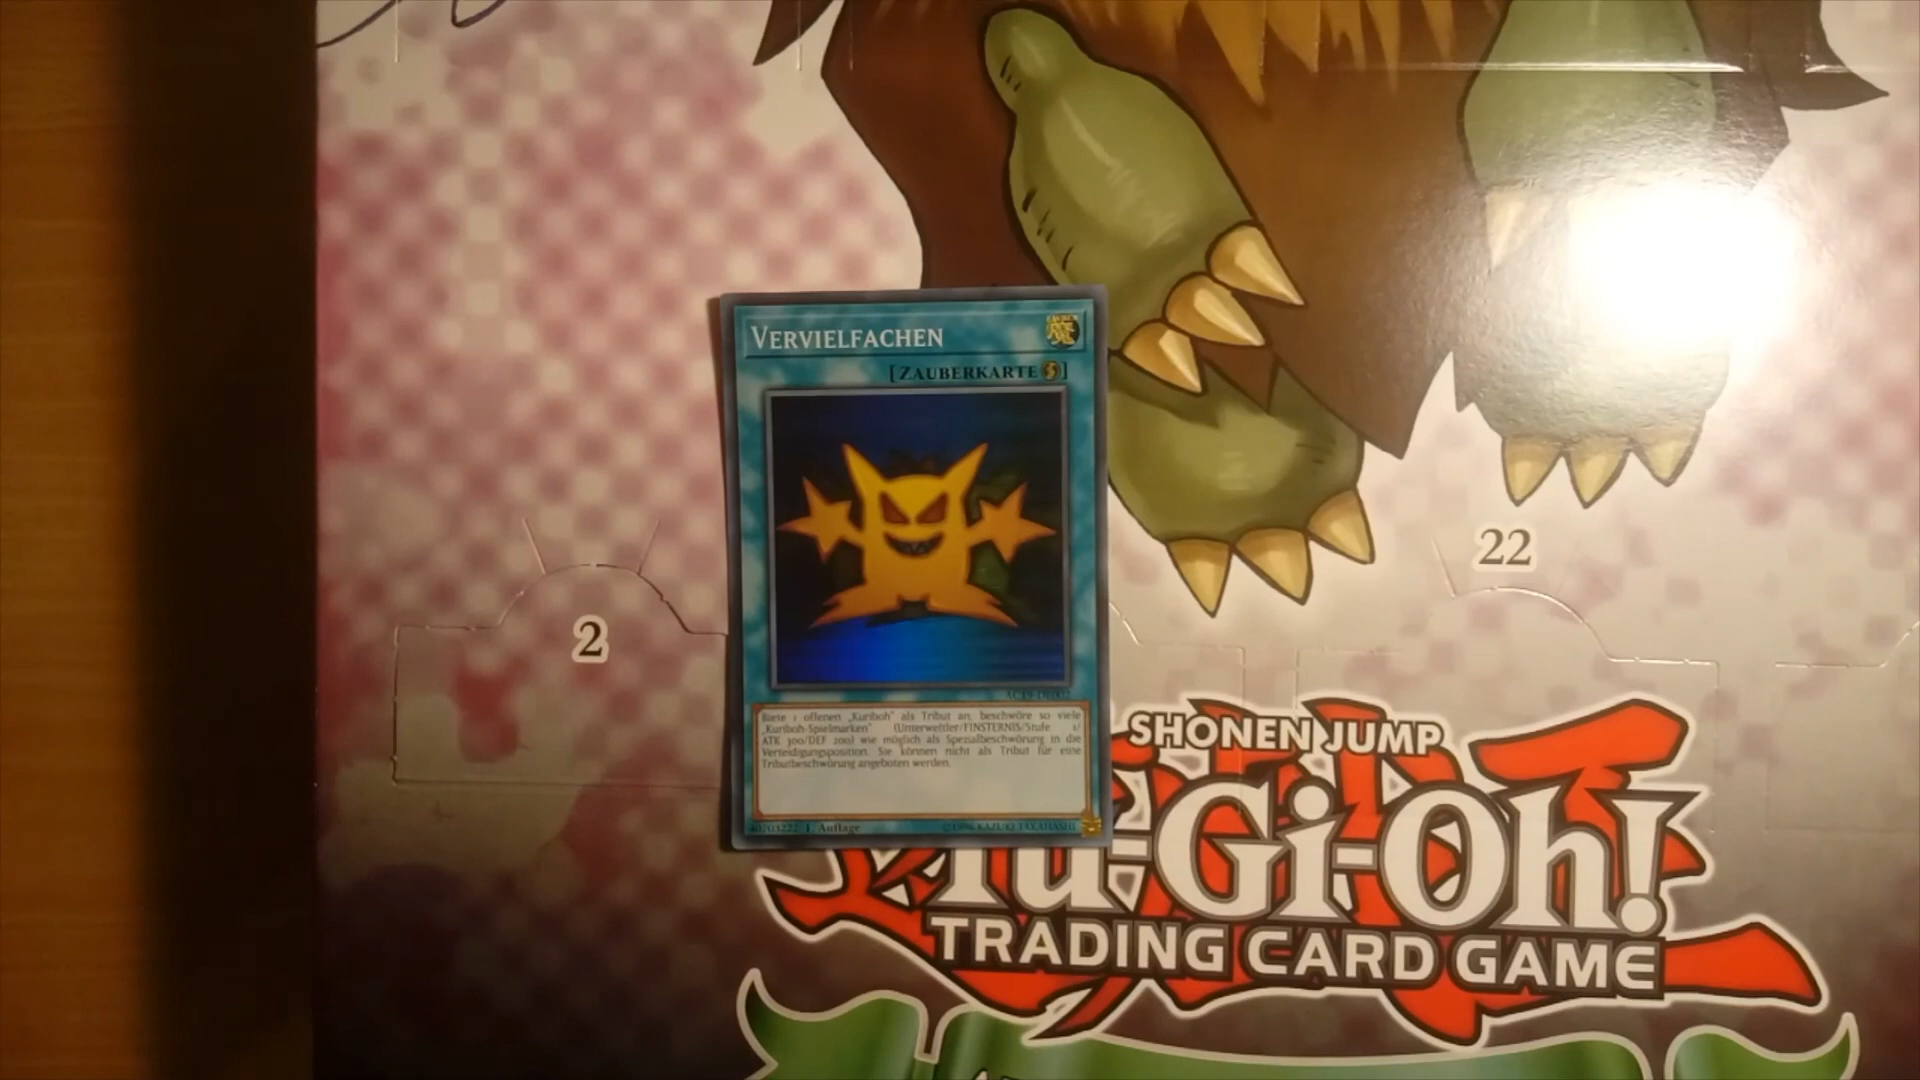 VERVIELFACHEN
[ZAUBERKARTE]
Biete 1 offenen „Kuriboh“ als Tribut an; beschwöre so viele
„Kuriboh-Spielmarken“ (Unterweltler/FINSTERNIS/Stufe 1/
ATK 300/DEF 200) wie möglich als Spezialbeschwörung in die
Verteidigungsposition. Sie können nicht als Tribut für eine
Tributbeschwörung angeboten werden.
40703222 1. Auflage
©1996 KAZUKI TAKAHASHI
2
22
SHONEN JUMP
Yu-Gi-Oh!
TRADING CARD GAME